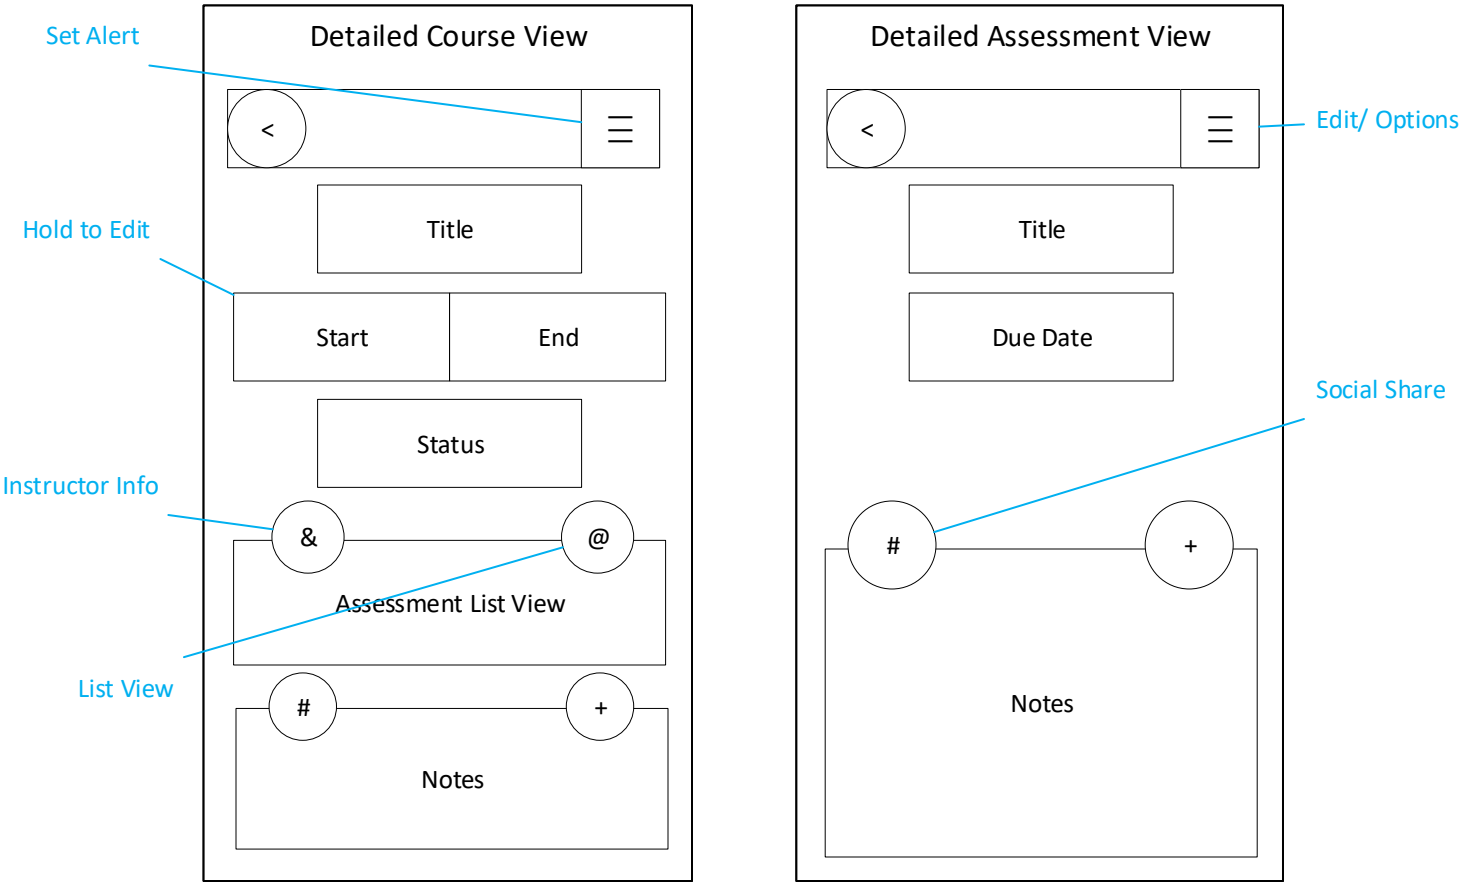 Set Alert
Detailed Course View
<
Hold to Edit
Title
Start
End
Status
Instructor Info
&
@
Assessment List View
List View
#
+
Notes
Detailed Assessment View
<
Edit/ Options
Title
Due Date
Social Share
#
+
Notes